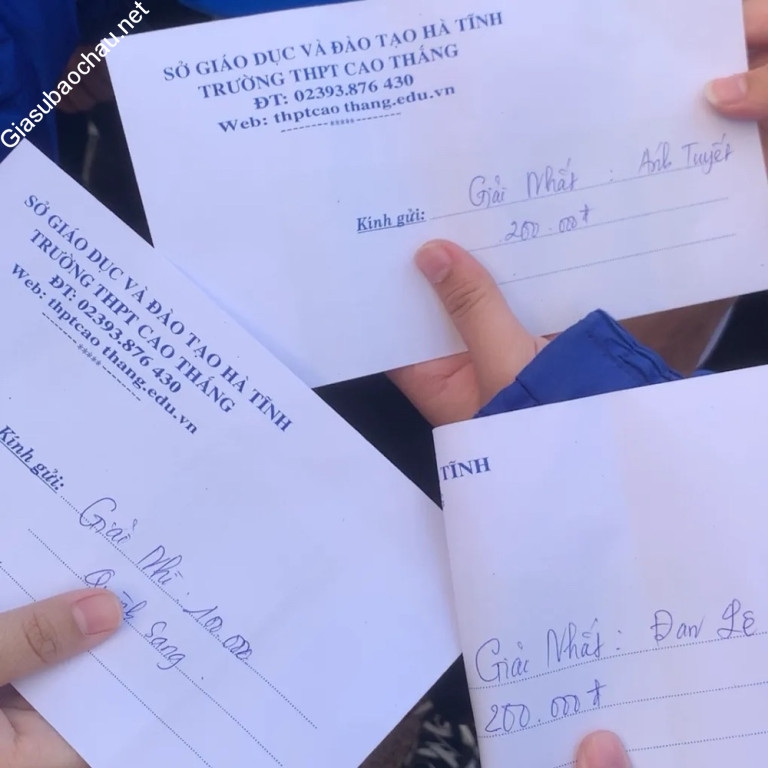 Giasubaochau.net
SỞ GIÁO DỤC VÀ ĐÀO TẠO HÀ TĨNH
TRƯỜNG THPT CAO THẮNG
ĐT: 02393.876 430
Web: thptcao thang.edu.vn
-------*****-------
Kính gửi: Giải Nhất : Ánh Tuyết
200.000đ
SỞ GIÁO DỤC VÀ ĐÀO TẠO HÀ TĨNH
TRƯỜNG THPT CAO THẮNG
ĐT: 02393.876 430
Web: thptcao thang.edu.vn
-------*****-------
Kính gửi: Giải Nhì : 100.000
Sang.
TĨNH
Giải Nhất : Đan Lê
200.000đ